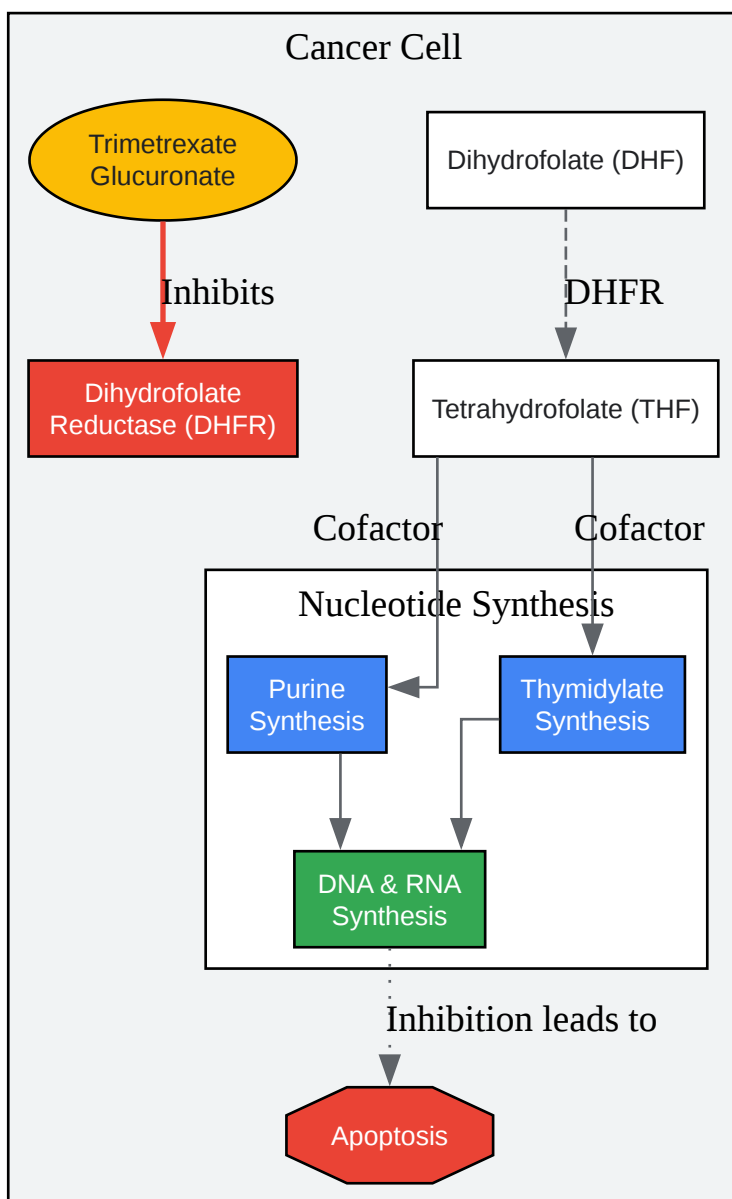 Cancer Cell
Trimetrexate
Glucuronate
Dihydrofolate (DHF)
Inhibits
DHFR
Dihydrofolate
Reductase (DHFR)
Tetrahydrofolate (THF)
Cofactor
Cofactor
Nucleotide Synthesis
Purine
Synthesis
Thymidylate
Synthesis
DNA & RNA
Synthesis
Inhibition leads to
Apoptosis